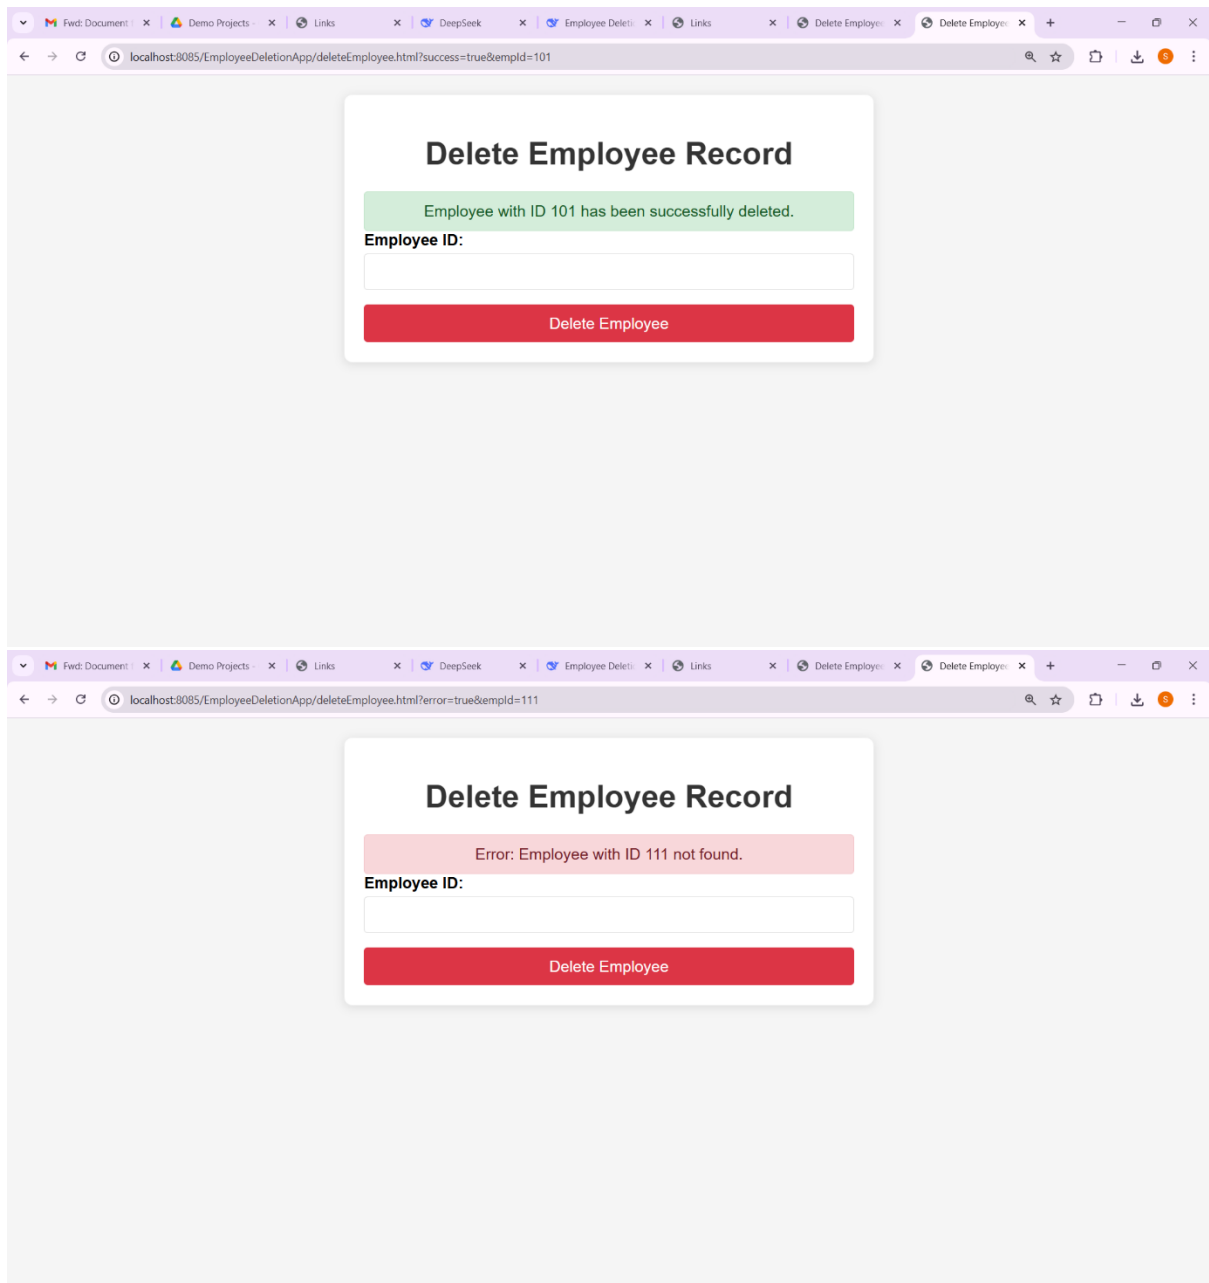 Fwd: Document Demo Projects - Links DeepSeek Employee Deleti Links Delete Employee Delete Employee
localhost:8085/EmployeeDeletionApp/deleteEmployee.html?success=true&empId=101
S
Delete Employee Record
Employee with ID 101 has been successfully deleted.
Employee ID:
Delete Employee
Fwd: Document Demo Projects - Links DeepSeek Employee Deleti Links Delete Employee Delete Employee
localhost:8085/EmployeeDeletionApp/deleteEmployee.html?error=true&empId=111
S
Delete Employee Record
Error: Employee with ID 111 not found.
Employee ID:
Delete Employee